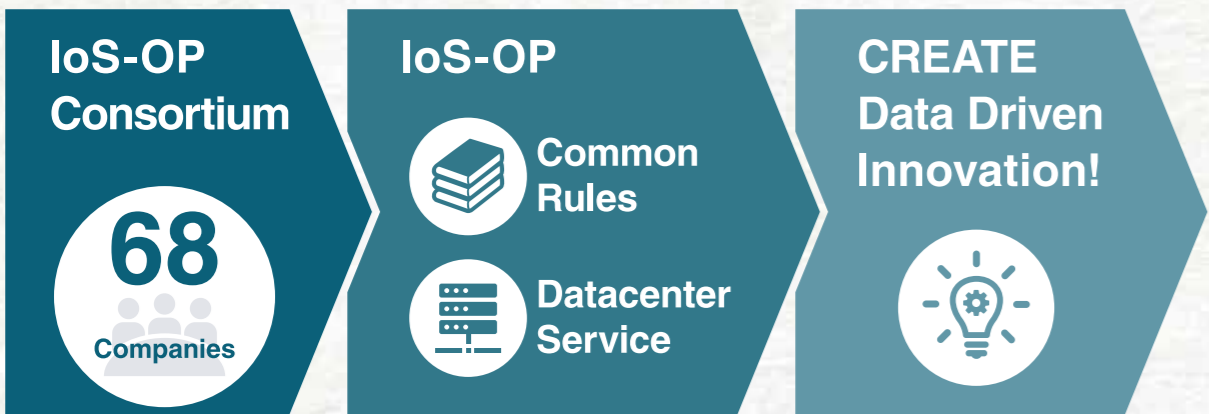 IoS-OP
Consortium
68
Companies
IoS-OP
Common
Rules
Datacenter
Service
CREATE
Data Driven
Innovation!